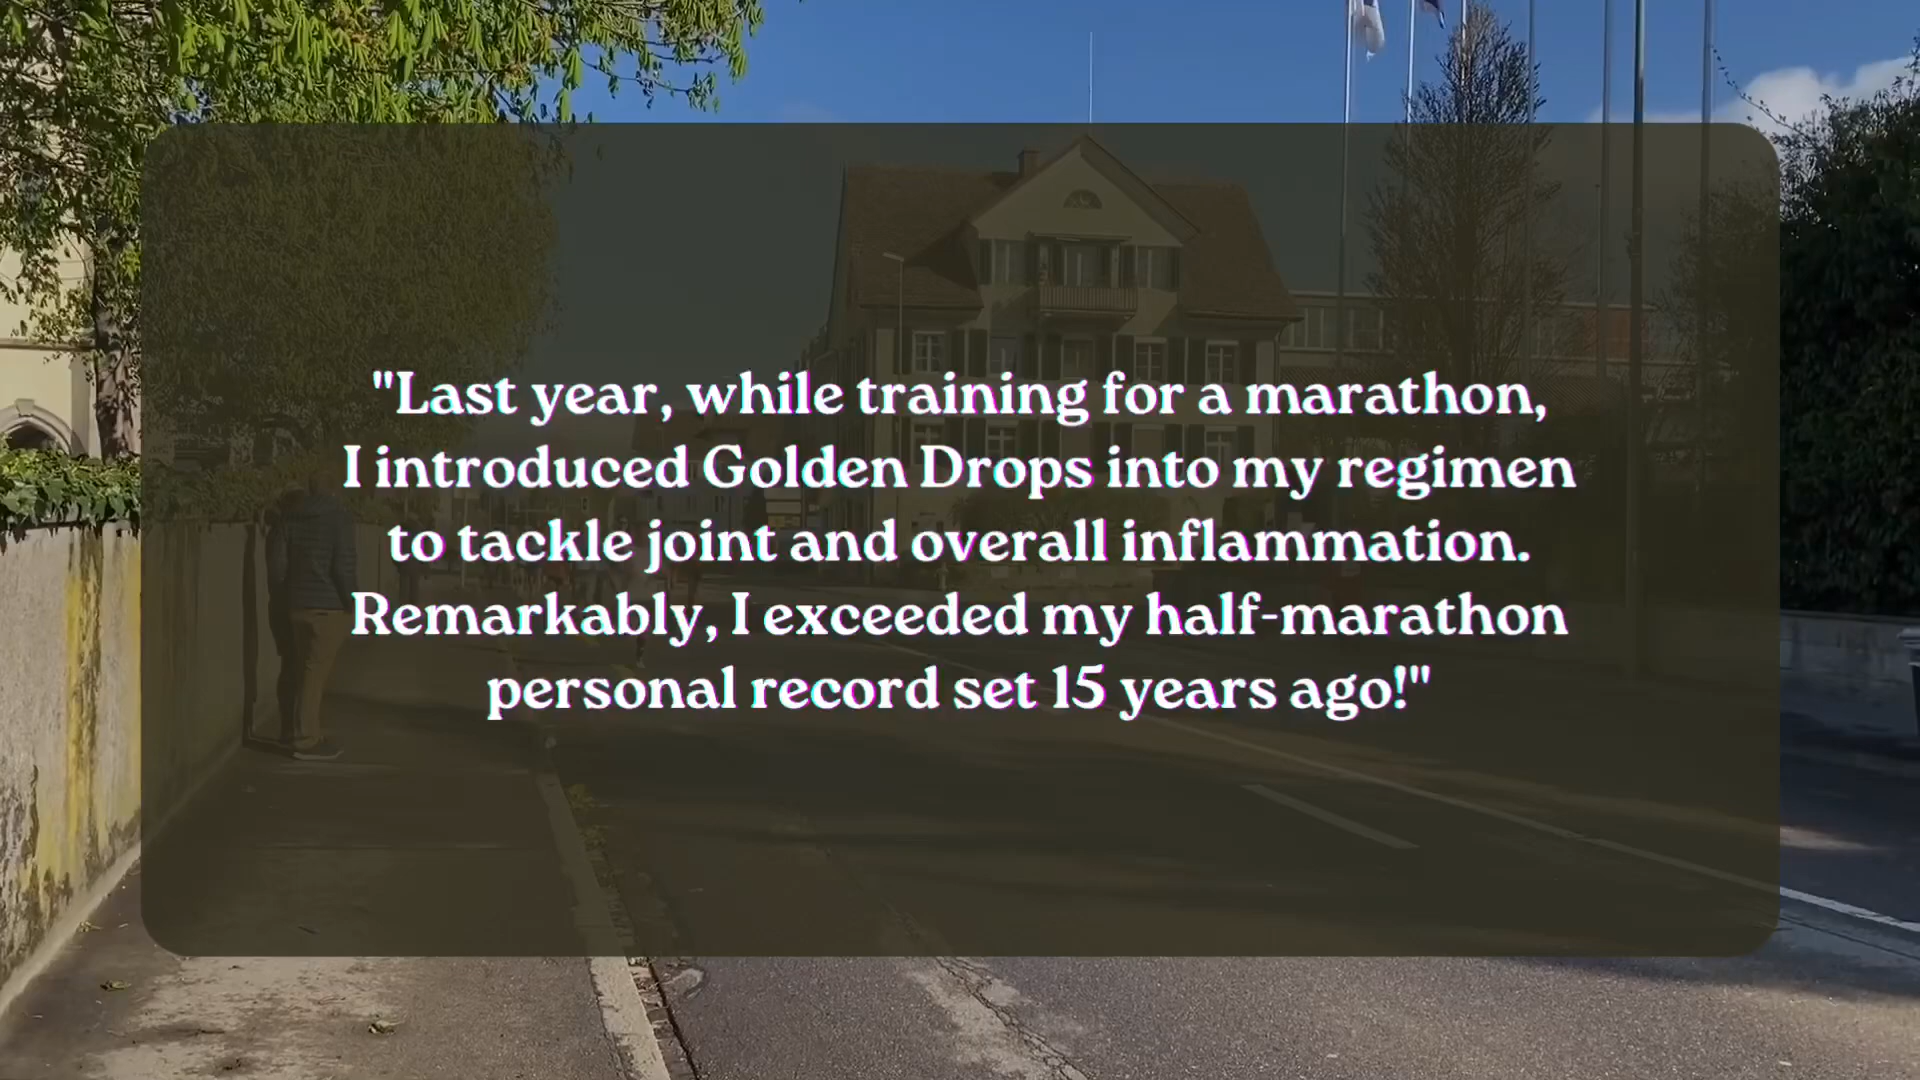 "Last year, while training for a marathon,
I introduced Golden Drops into my regimen
to tackle joint and overall inflammation.
Remarkably, I exceeded my half-marathon
personal record set 15 years ago!"